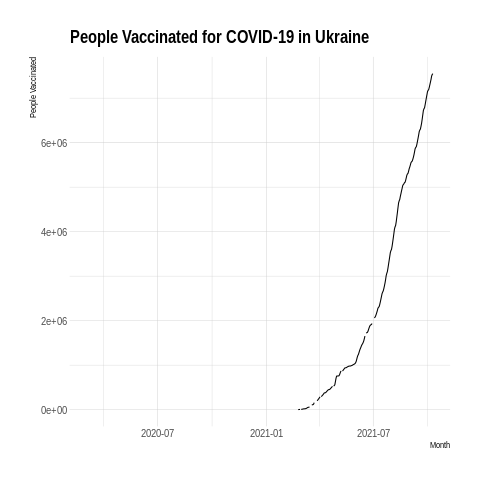 People Vaccinated for COVID-19 in Ukraine
People Vaccinated
6e+06
4e+06
2e+06
0e+00
2020-07
2021-01
2021-07
Month